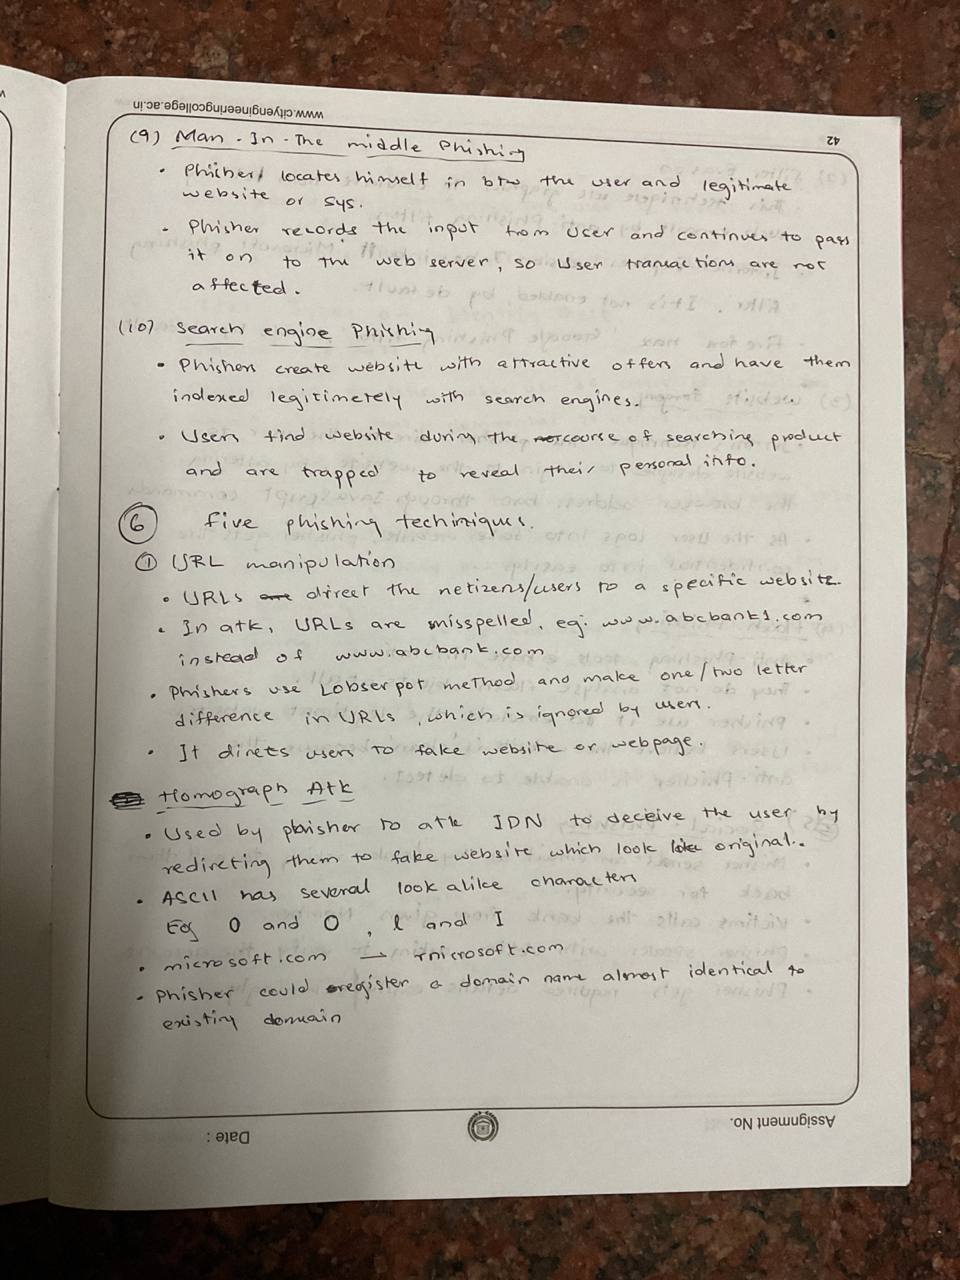 www.cityengineeringcollege.ac.in
42
(9) Man - In - The middle Phishing
• Phisher locates himself in btw the user and legitimate
website or sys.
• Phisher records the input from user and continues to pass
it on to the web server, so user transactions are not
affected.
(10) Search engine Phishing
• Phishers create website with attractive offers and have them
indexed legitimetely with search engines.
• Users find website during the course of searching product
and are trapped to reveal their personal info.
6 five phishing techniques.
1 URL manipulation
• URLs direct the netizens/users to a specific website.
• In atk, URLs are misspelled, eg: www.abcbank1.com
instead of www.abcbank.com
• Phishers use Lobserpot method and make one/two letter
difference in URLs, which is ignored by users.
• It directs users to fake website or webpage.
Homograph Atk
• Used by phisher to atk IDN to deceive the user by
redirecting them to fake website which look like original.
• ASCII has several look alike characters
Eg 0 and O, l and I
• microsoft.com → rnicrosoft.com
• Phisher could register a domain name almost identical to
existing domain
Date :
Assignment No.